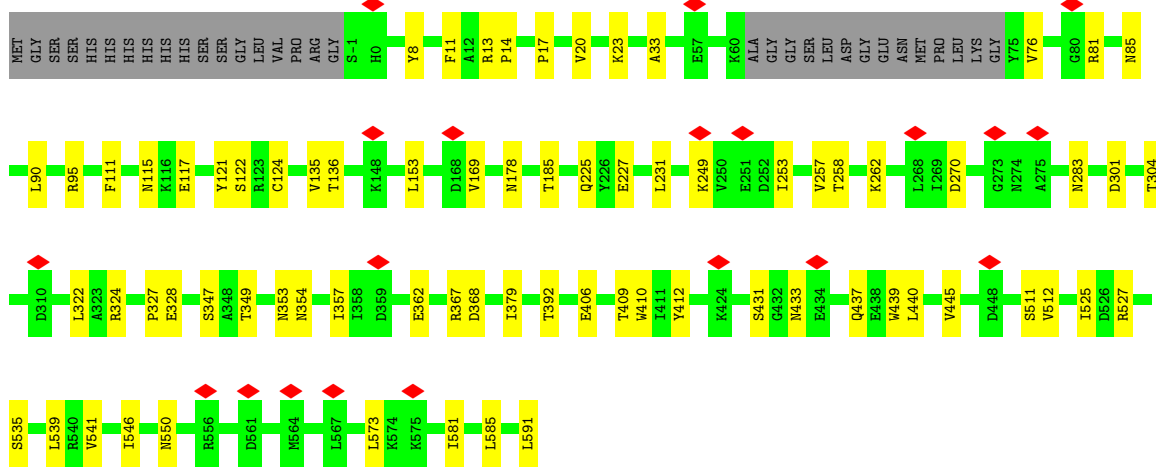 MET GLY SER SER HIS HIS HIS HIS HIS HIS SER SER GLY LEU VAL PRO ARG GLY S-1 H0 Y8 F11 A12 R13 P14 P17 V20 K23 A33 E57 K60 ALA GLY GLY SER LEU ASP GLY GLU ASN MET PRO LEU LYS GLY Y75 V76 G80 R81 N85
L90 R95 F111 N115 K116 E117 Y121 S122 R123 C124 V135 T136 K148 L153 D168 V169 N178 T185 Q225 Y226 E227 L231 K249 V250 E251 D252 I253 V257 T258 K262 L268 I269 D270 G273 N274 A275 N283 D301 T304
D310 L322 A323 R324 P327 E328 S347 A348 T349 N353 N354 I357 I358 D359 E362 R367 D368 I379 T392 E406 T409 W410 I411 Y412 K424 S431 G432 N433 E434 Q437 E438 W439 L440 V445 D448 S511 V512 I525 D526 R527
S535 L539 R540 V541 I546 N550 R556 D561 M564 L567 L573 K574 K575 I581 L585 L591